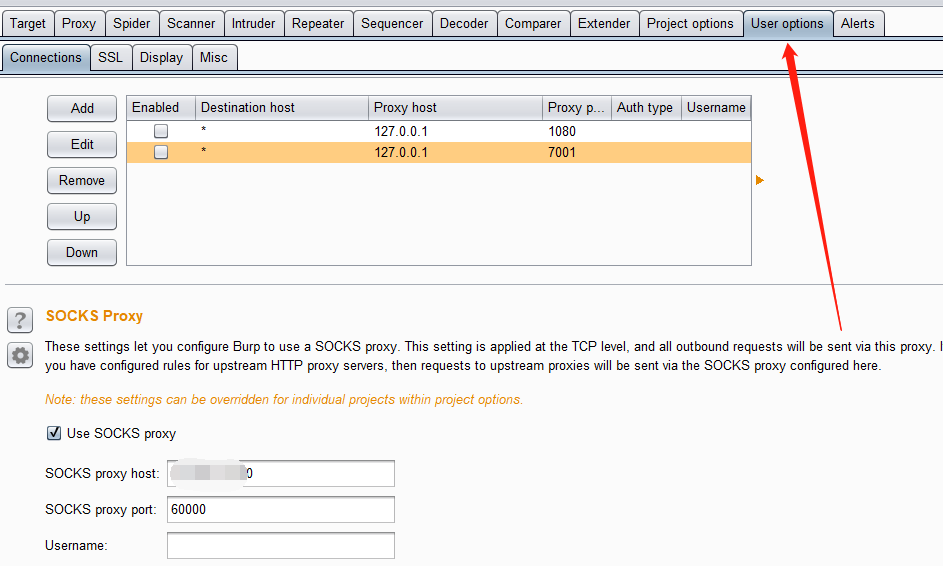 Target Proxy Spider Scanner Intruder Repeater Sequencer Decoder Comparer Extender Project options User options Alerts
Connections SSL Display Misc
Add
Edit
Remove
Up
Down
Enabled Destination host Proxy host Proxy p... Auth type Username
* 127.0.0.1 1080
* 127.0.0.1 7001
?
SOCKS Proxy
These settings let you configure Burp to use a SOCKS proxy. This setting is applied at the TCP level, and all outbound requests will be sent via this proxy.
you have configured rules for upstream HTTP proxy servers, then requests to upstream proxies will be sent via the SOCKS proxy configured here.
Note: these settings can be overridden for individual projects within project options.
Use SOCKS proxy
SOCKS proxy host: 0
SOCKS proxy port: 60000
Username: